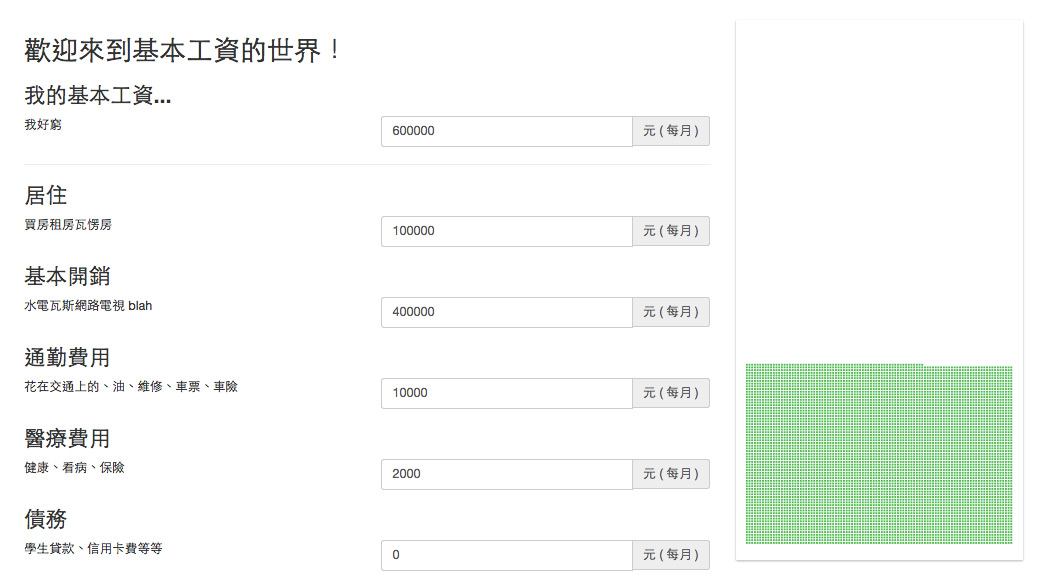 歡迎來到基本工資的世界！
我的基本工資...
我好窮
600000 元 ( 每月 )
居住
買房租房瓦愣房
100000 元 ( 每月 )
基本開銷
水電瓦斯網路電視 blah
400000 元 ( 每月 )
通勤費用
花在交通上的、油、維修、車票、車險
10000 元 ( 每月 )
醫療費用
健康、看病、保險
2000 元 ( 每月 )
債務
學生貸款、信用卡費等等
0 元 ( 每月 )